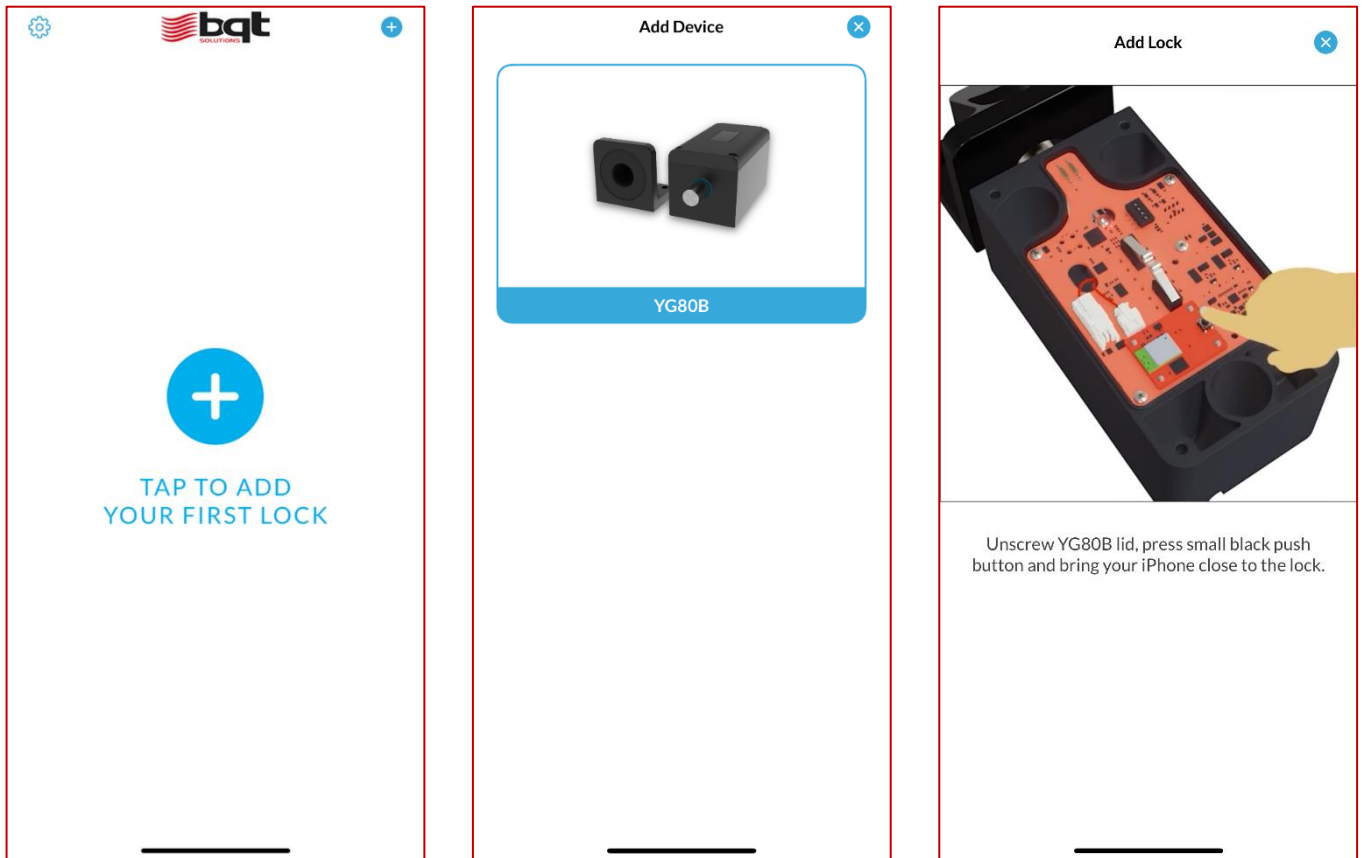 bqt
SOLUTIONS
TAP TO ADD
YOUR FIRST LOCK
Add Device
YG80B
Add Lock
Unscrew YG80B lid, press small black push
button and bring your iPhone close to the lock.